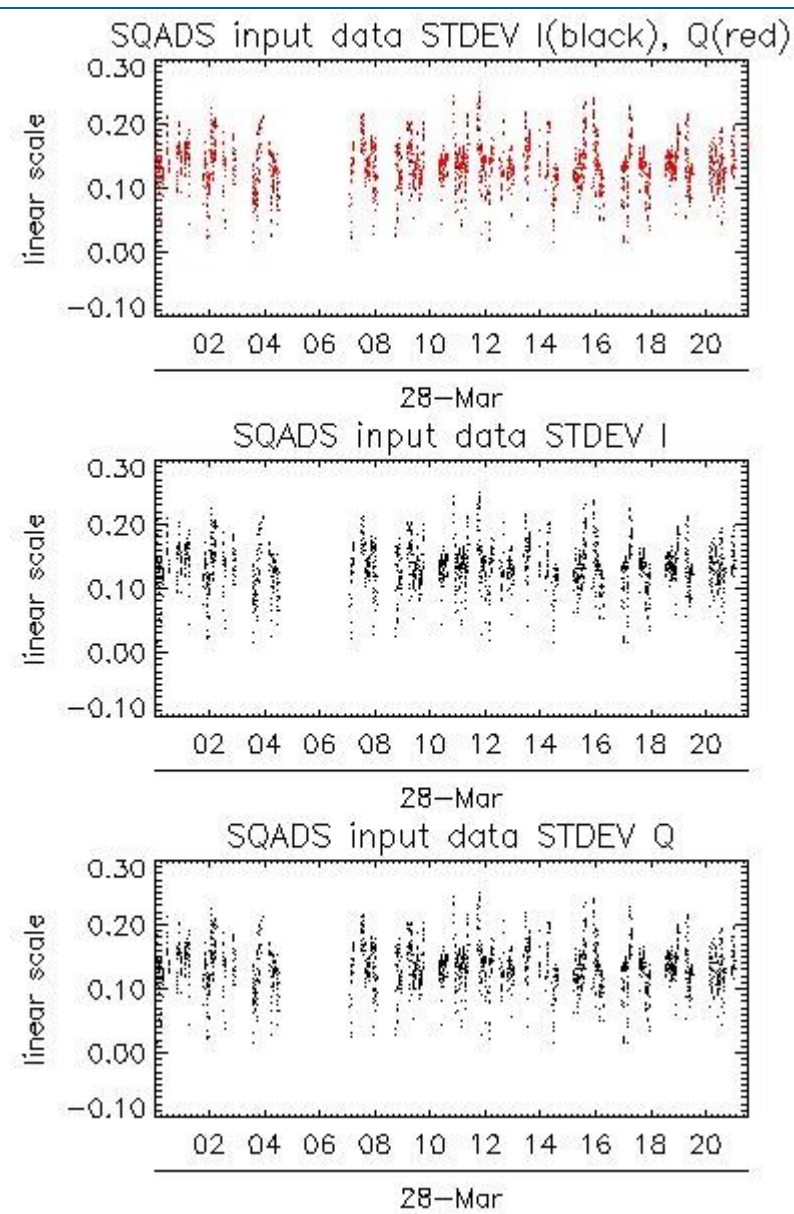 SQADS input data STDEV I(black), Q(red)
0.30
0.20
0.10
0.00
-0.10
linear scale
02 04 06 08 10 12 14 16 18 20
28-Mar
SQADS input data STDEV I
0.30
0.20
0.10
0.00
-0.10
linear scale
02 04 06 08 10 12 14 16 18 20
28-Mar
SQADS input data STDEV Q
0.30
0.20
0.10
0.00
-0.10
linear scale
02 04 06 08 10 12 14 16 18 20
28-Mar